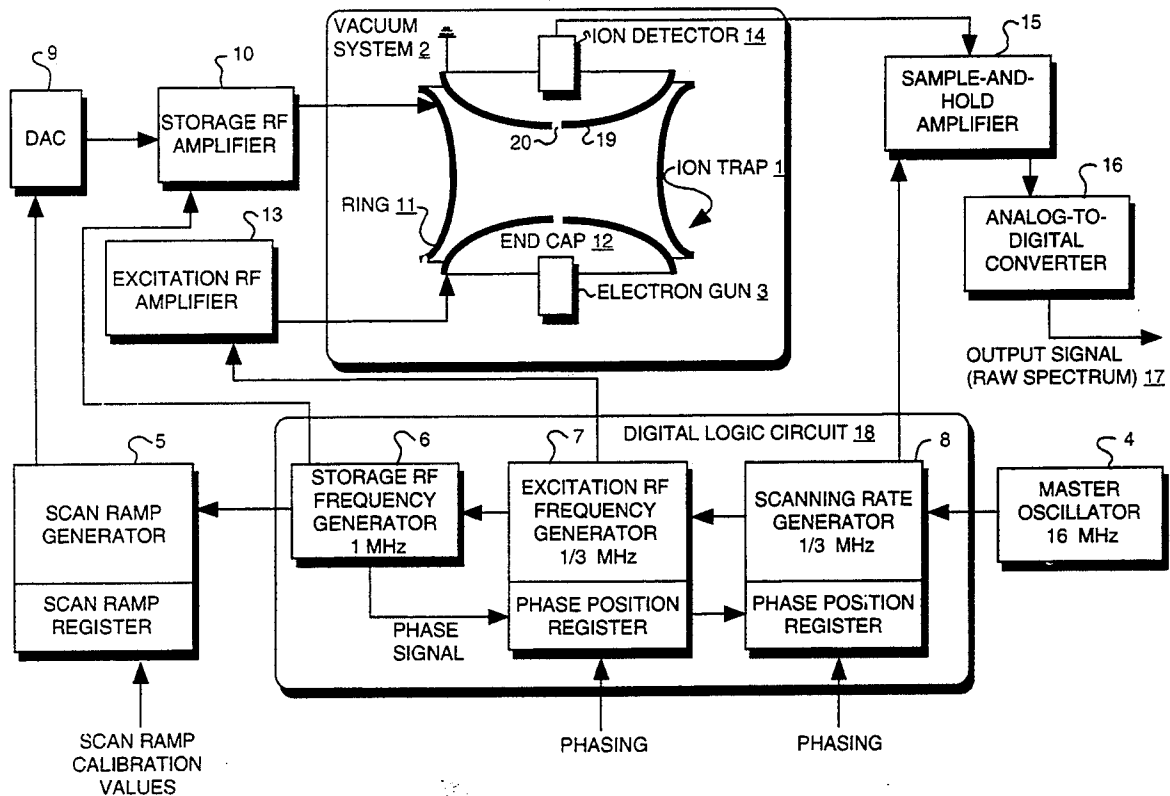 VACUUM
SYSTEM 2
ION DETECTOR 14
15
9
10
SAMPLE-AND-
HOLD
AMPLIFIER
DAC
STORAGE RF
AMPLIFIER
20
19
ION TRAP 1
16
13
RING 11
END CAP 12
ANALOG-TO-
DIGITAL
CONVERTER
EXCITATION RF
AMPLIFIER
ELECTRON GUN 3
OUTPUT SIGNAL
(RAW SPECTRUM) 17
DIGITAL LOGIC CIRCUIT 18
5
6
7
8
4
SCAN RAMP
GENERATOR
STORAGE RF
FREQUENCY
GENERATOR
1 MHz
EXCITATION RF
FREQUENCY
GENERATOR
1/3 MHz
SCANNING RATE
GENERATOR
1/3 MHz
MASTER
OSCILLATOR
16 MHz
SCAN RAMP
REGISTER
PHASE
SIGNAL
PHASE POSITION
REGISTER
PHASE POSITION
REGISTER
SCAN RAMP
CALIBRATION
VALUES
PHASING
PHASING